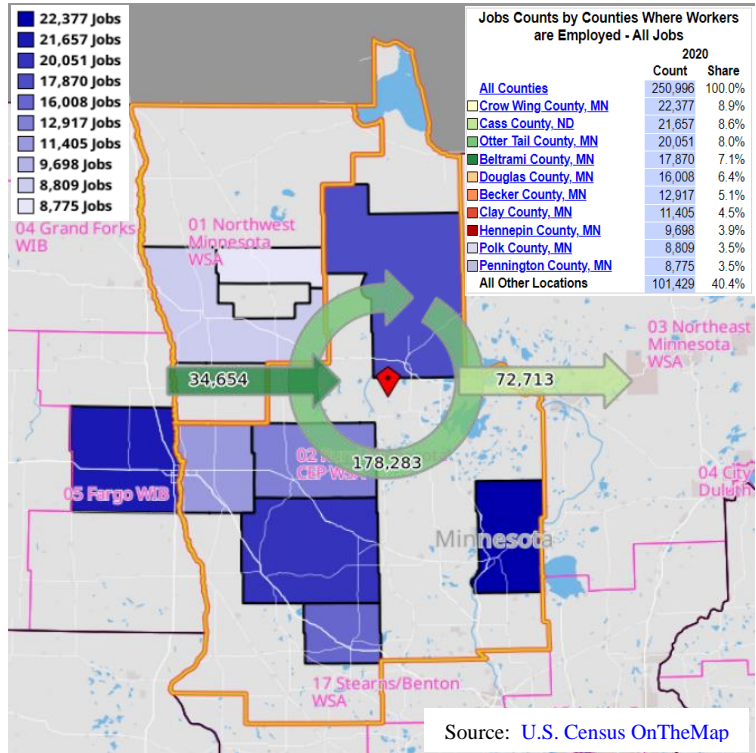 22,377 Jobs
21,657 Jobs
20,051 Jobs
17,870 Jobs
16,008 Jobs
12,917 Jobs
11,405 Jobs
9,698 Jobs
8,809 Jobs
8,775 Jobs
Jobs Counts by Counties Where Workers
are Employed - All Jobs
2020
Count Share
All Counties 250,996 100.0%
Crow Wing County, MN 22,377 8.9%
Cass County, ND 21,657 8.6%
Otter Tail County, MN 20,051 8.0%
Beltrami County, MN 17,870 7.1%
Douglas County, MN 16,008 6.4%
Becker County, MN 12,917 5.1%
Clay County, MN 11,405 4.5%
Hennepin County, MN 9,698 3.9%
Polk County, MN 8,809 3.5%
Pennington County, MN 8,775 3.5%
All Other Locations 101,429 40.4%
04 Grand Forks
WIB
01 Northwest
Minnesota
WSA
03 Northeast
Minnesota
WSA
34,654
72,713
178,283
02
CEP WSA
05 Fargo WIB
04 City
Duluth
Minnesota
17 Stearns/Benton
WSA
Source: U.S. Census OnTheMap